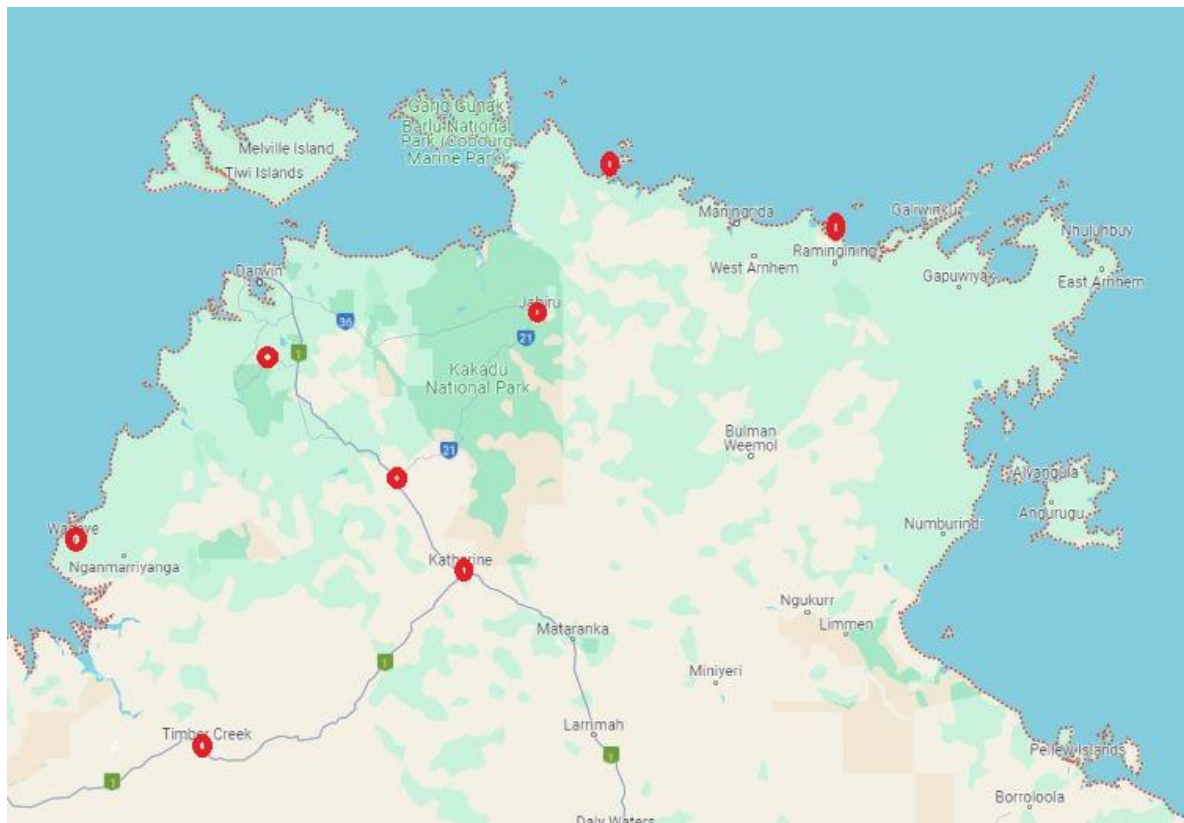 Garig Gunak
Barlu National
Park (Cobourg
Marine Park)
Melville Island
Tiwi Islands
Maningrida
Galiwinku
Nhulunbuy
Ramingining
West Arnhem
Gapuwiyak
East Arnhem
Darwin
Jabiru
36
21
1
Kakadu
National Park
21
Bulman
Weemol
Alyangula
Angurugu
Numburindi
Nganmarriyanga
Katherine
Ngukurr
Limmen
Mataranka
1
Miniyeri
Timber Creek
Larrimah
1
1
Pellew Islands
Borroloola
Daly Waters